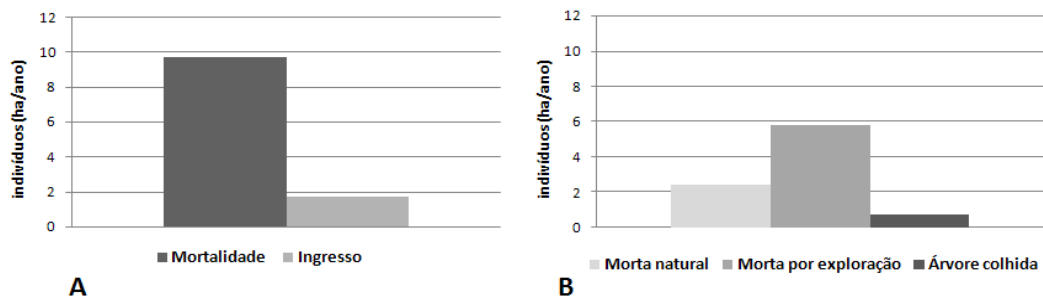 12
10
8
6
4
2
0
indivíduos (ha/ano)
Mortalidade Ingresso
A
12
10
8
6
4
2
0
indivíduos (ha/ano)
Morta natural Morta por exploração Árvore colhida
B